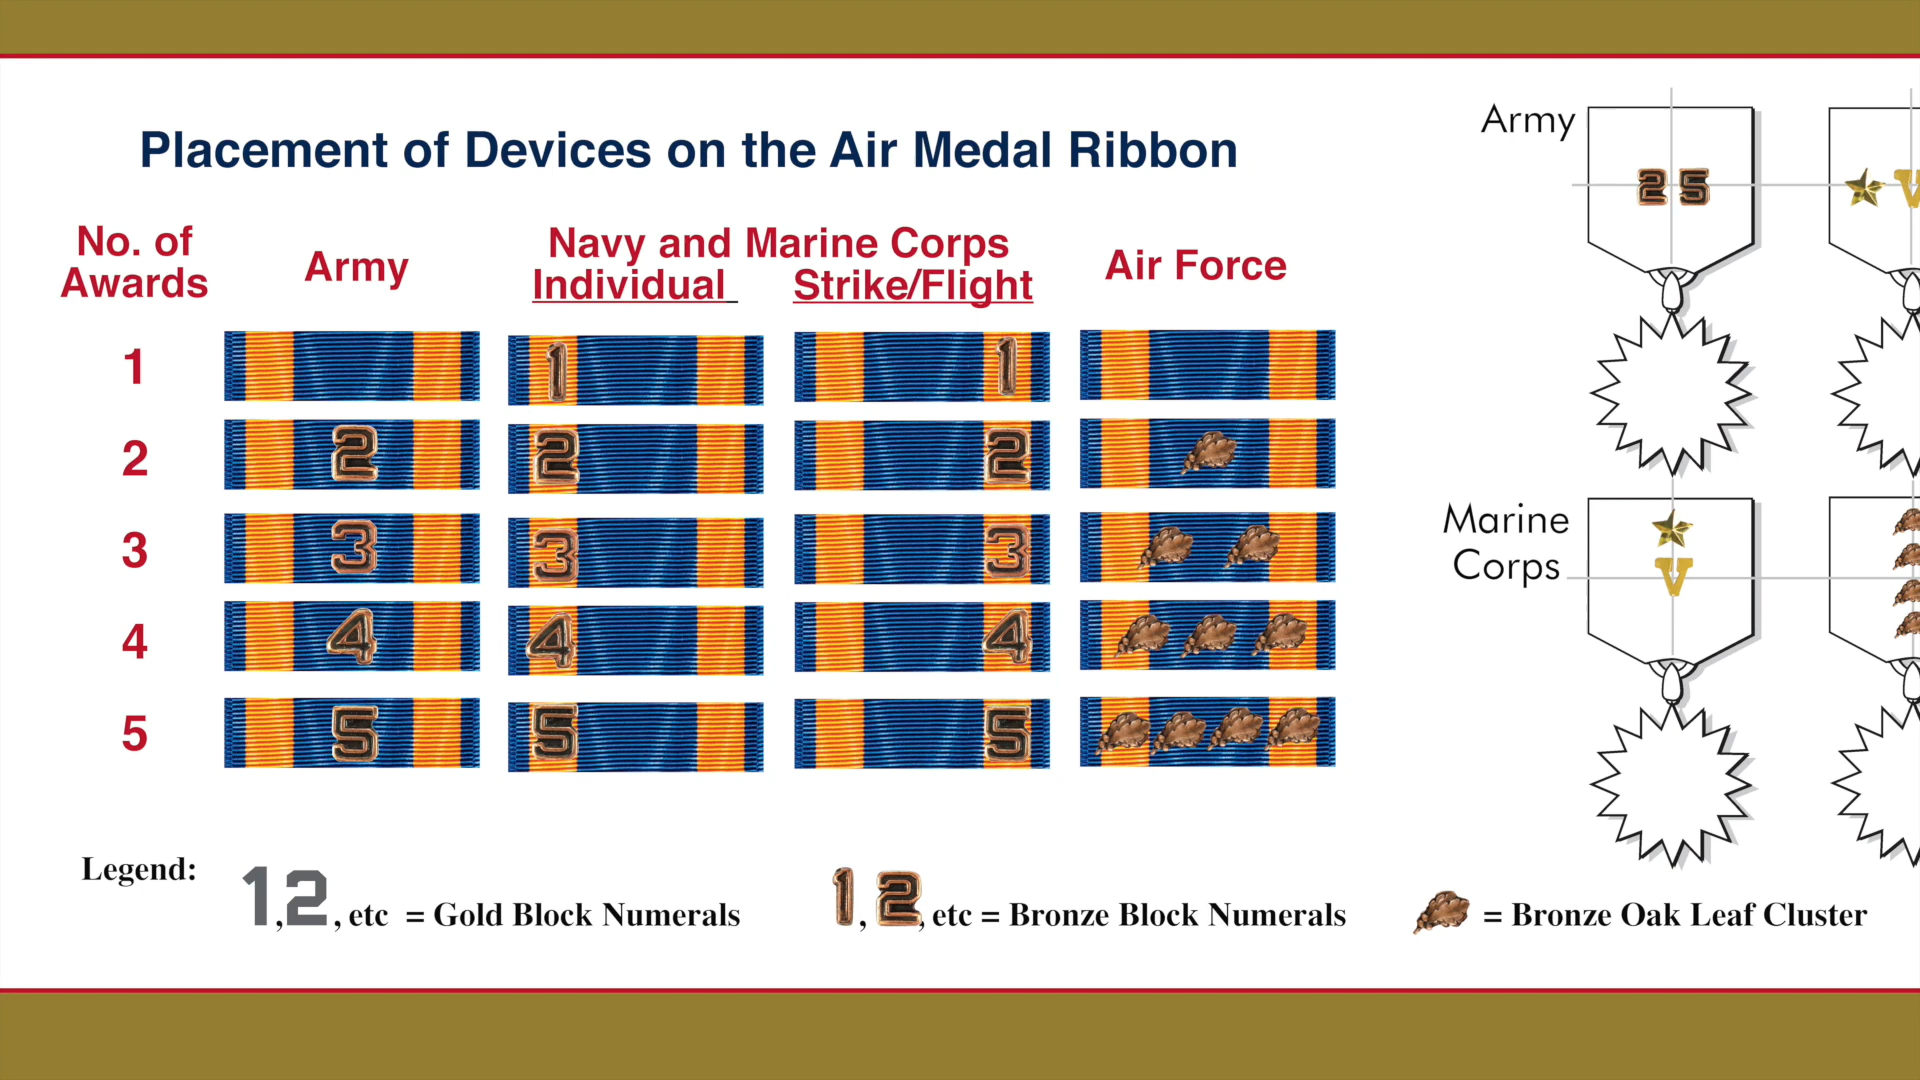 Placement of Devices on the Air Medal Ribbon
No. of
Awards
Army
Navy and Marine Corps
Individual Strike/Flight
Air Force
1
1
1
2
2
2
2
3
3
3
3
4
4
4
4
5
5
5
5
Legend:
1,2, etc = Gold Block Numerals
1, 2, etc = Bronze Block Numerals
= Bronze Oak Leaf Cluster
Army
2 5
V
Marine
Corps
V